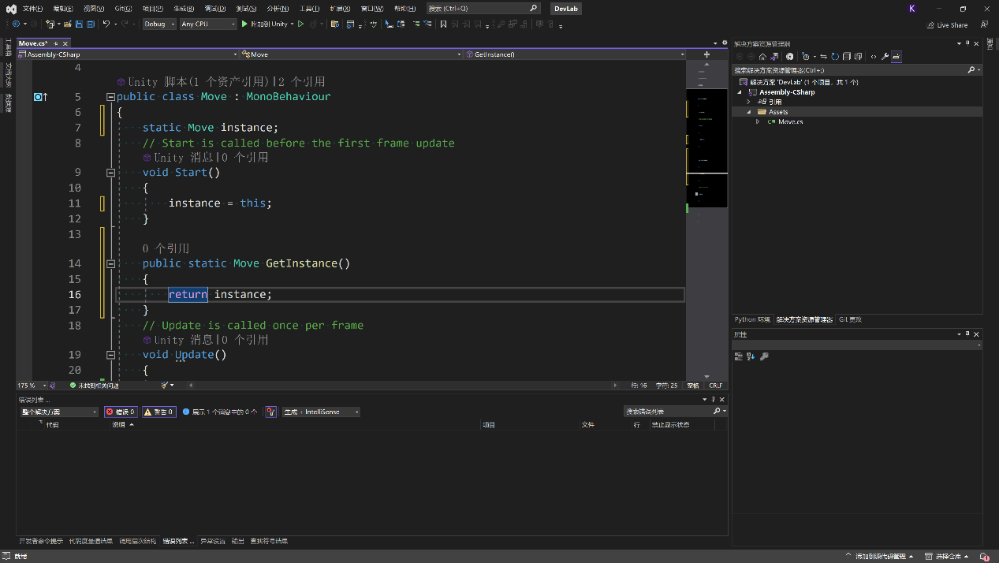 文件(F) 编辑(E) 视图(V) Git(G) 项目(P) 生成(B) 调试(D) 测试(S) 分析(N) 工具(T) 扩展(X) 窗口(W) 帮助(H) 搜索 (Ctrl+Q) DevLab K
Debug Any CPU 附加到 Unity Live Share
Move.cs*
Assembly-CSharp Move GetInstance()
4
Unity 脚本(1 个资产引用)|2 个引用
5 public class Move : MonoBehaviour
6 {
7 static Move instance;
8 // Start is called before the first frame update
Unity 消息|0 个引用
9 void Start()
10 {
11 instance = this;
12 }
13
0 个引用
14 public static Move GetInstance()
15 {
16 return instance;
17 }
18 // Update is called once per frame
Unity 消息|0 个引用
19 void Update()
20 {
175 % 未找到相关问题 行: 16 字符: 25 空格 CRLF
错误列表 ...
整个解决方案 错误 0 警告 0 展示 1 个消息中的 0 个 生成 + IntelliSense 搜索错误列表
代码 说明 项目 文件 行 禁止显示状态
开发者命令提示 代码度量值结果 调用层次结构 错误列表 ... 异常设置 输出 查找符号结果
解决方案资源管理器
搜索解决方案资源管理器(Ctrl+;)
解决方案 'DevLab' (1 个项目，共 1 个)
Assembly-CSharp
引用
Assets
C# Move.cs
Python 环境 解决方案资源管理器 Git 更改
属性
就绪 添加到源代码管理 选择仓库 1